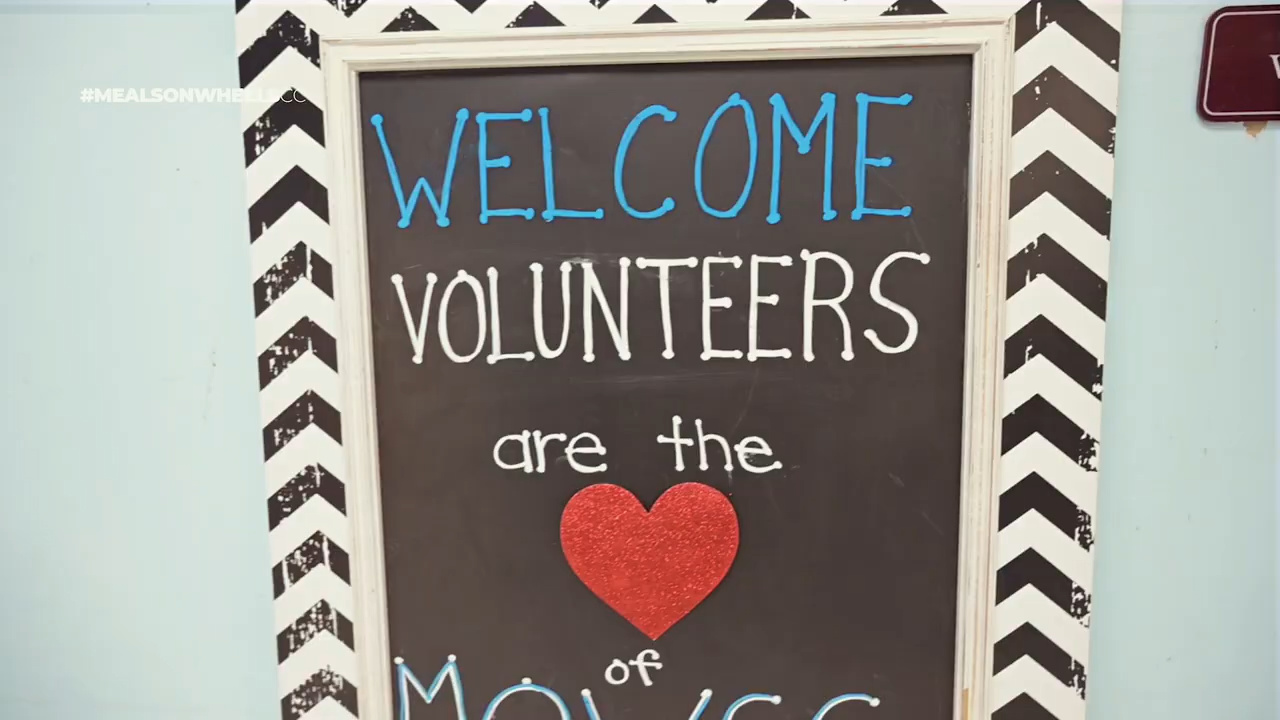 #MEALSONWHEELSCC
WELCOME
VOLUNTEERS
are the
of